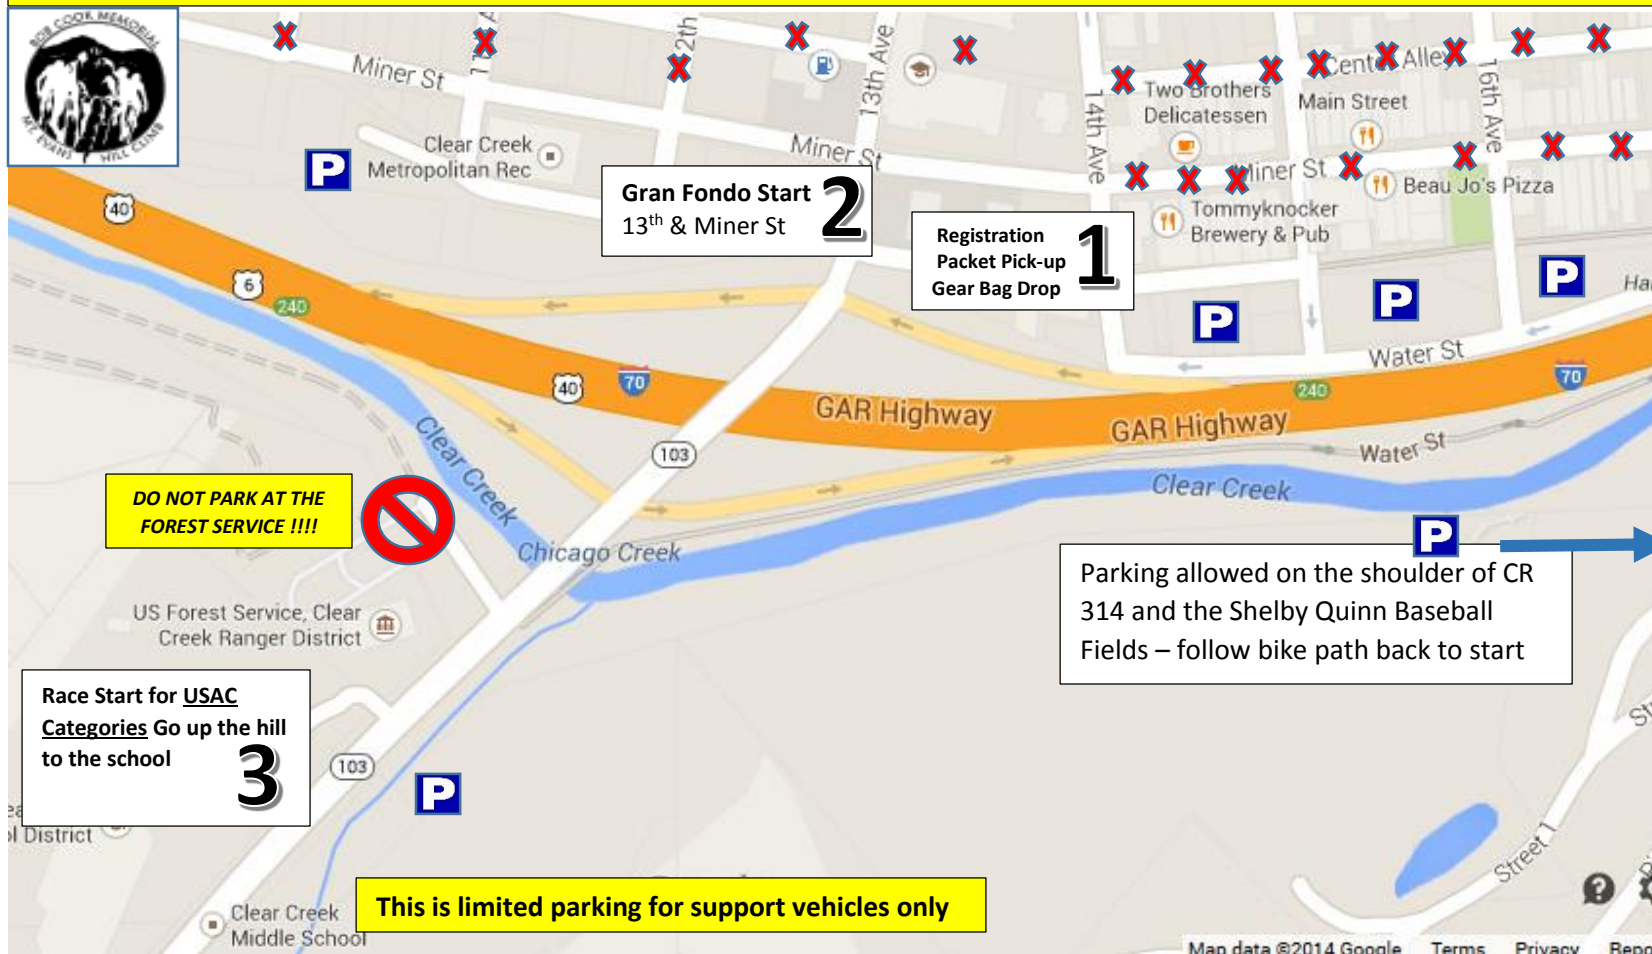 BOB COOK MEMORIAL
MT. EVANS HILL CLIMB
Miner St
13th Ave
14th Ave
16th Ave
Center Alley
Two Brothers
Delicatessen
Main Street
Clear Creek
Metropolitan Rec
P
Miner St
Miner St
Beau Jo's Pizza
Tommyknocker
Brewery & Pub
Gran Fondo Start
13th & Miner St
2
Registration
Packet Pick-up
Gear Bag Drop
1
P
P
P
40
6
240
Water St
40
70
GAR Highway
GAR Highway
240
70
103
Water St
Clear Creek
Clear Creek
Chicago Creek
DO NOT PARK AT THE
FOREST SERVICE !!!!
P
Parking allowed on the shoulder of CR
314 and the Shelby Quinn Baseball
Fields – follow bike path back to start
US Forest Service, Clear
Creek Ranger District
Race Start for USAC
Categories Go up the hill
to the school
3
103
P
District
Street 1
This is limited parking for support vehicles only
Clear Creek
Middle School
Map data ©2014 Google Terms Privacy